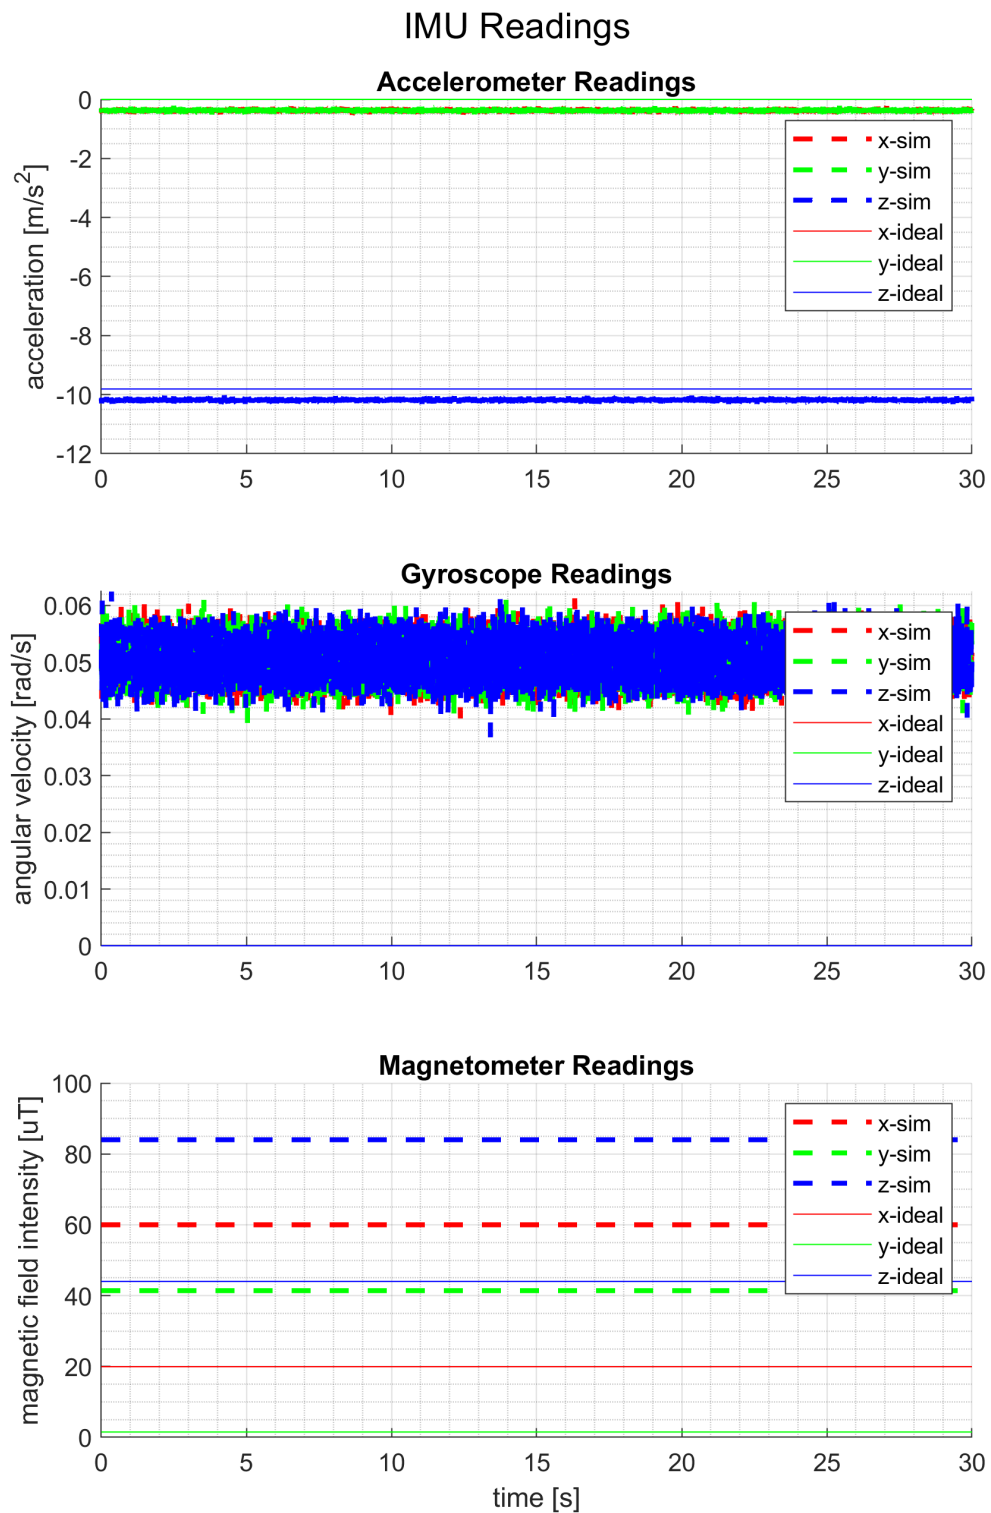 IMU Readings
Accelerometer Readings
acceleration [m/s²]
0
-2
-4
-6
-8
-10
-12
x-sim
y-sim
z-sim
x-ideal
y-ideal
z-ideal
0 5 10 15 20 25 30
Gyroscope Readings
angular velocity [rad/s]
0.06
0.05
0.04
0.03
0.02
0.01
0
x-sim
y-sim
z-sim
x-ideal
y-ideal
z-ideal
0 5 10 15 20 25 30
Magnetometer Readings
magnetic field intensity [uT]
100
80
60
40
20
0
x-sim
y-sim
z-sim
x-ideal
y-ideal
z-ideal
0 5 10 15 20 25 30
time [s]